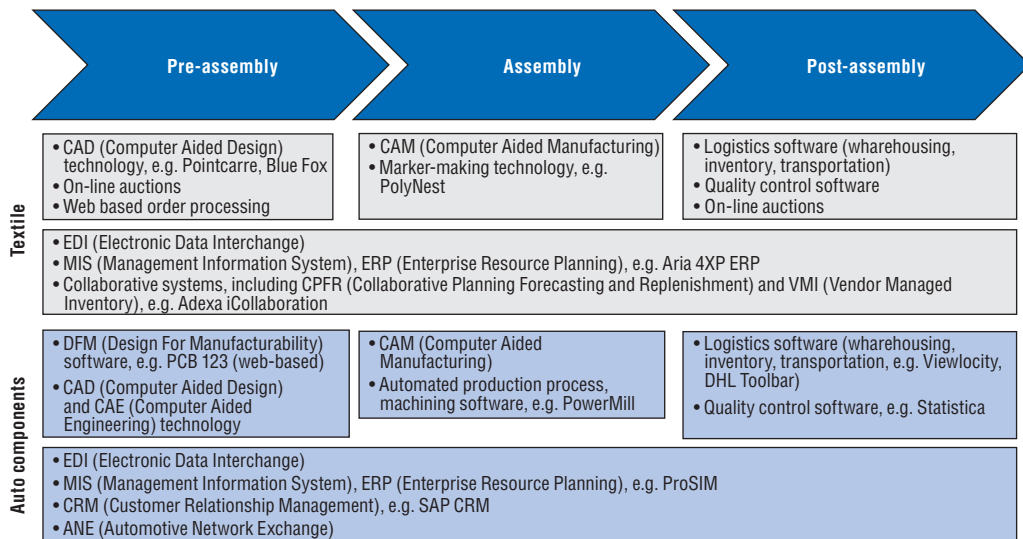 Pre-assembly
Assembly
Post-assembly
Textile
• CAD (Computer Aided Design)
technology, e.g. Pointcarre, Blue Fox
• On-line auctions
• Web based order processing
• CAM (Computer Aided Manufacturing)
• Marker-making technology, e.g.
PolyNest
• Logistics software (wharehousing,
inventory, transportation)
• Quality control software
• On-line auctions
• EDI (Electronic Data Interchange)
• MIS (Management Information System), ERP (Enterprise Resource Planning), e.g. Aria 4XP ERP
• Collaborative systems, including CPFR (Collaborative Planning Forecasting and Replenishment) and VMI (Vendor Managed
Inventory), e.g. Adexa iCollaboration
Auto components
• DFM (Design For Manufacturability)
software, e.g. PCB 123 (web-based)
• CAD (Computer Aided Design)
and CAE (Computer Aided
Engineering) technology
• CAM (Computer Aided
Manufacturing)
• Automated production process,
machining software, e.g. PowerMill
• Logistics software (wharehousing,
inventory, transportation, e.g. Viewlocity,
DHL Toolbar)
• Quality control software, e.g. Statistica
• EDI (Electronic Data Interchange)
• MIS (Management Information System), ERP (Enterprise Resource Planning), e.g. ProSIM
• CRM (Customer Relationship Management), e.g. SAP CRM
• ANE (Automotive Network Exchange)